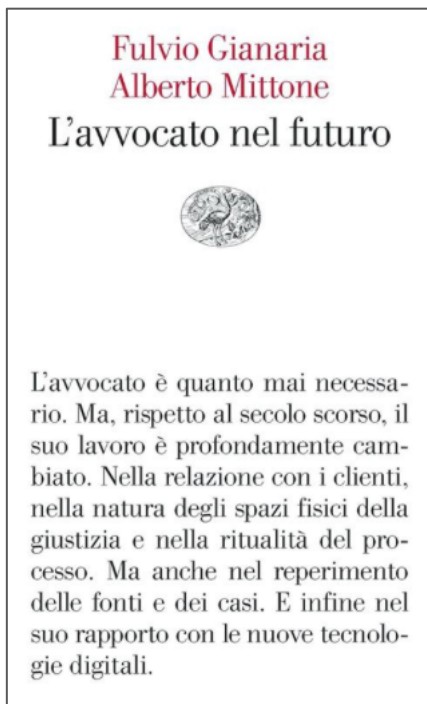 Fulvio Gianaria
Alberto Mittone
L'avvocato nel futuro
L'avvocato è quanto mai necessa-
rio. Ma, rispetto al secolo scorso, il
suo lavoro è profondamente cam-
biato. Nella relazione con i clienti,
nella natura degli spazi fisici della
giustizia e nella ritualità del pro-
cesso. Ma anche nel reperimento
delle fonti e dei casi. E infine nel
suo rapporto con le nuove tecnolo-
gie digitali.